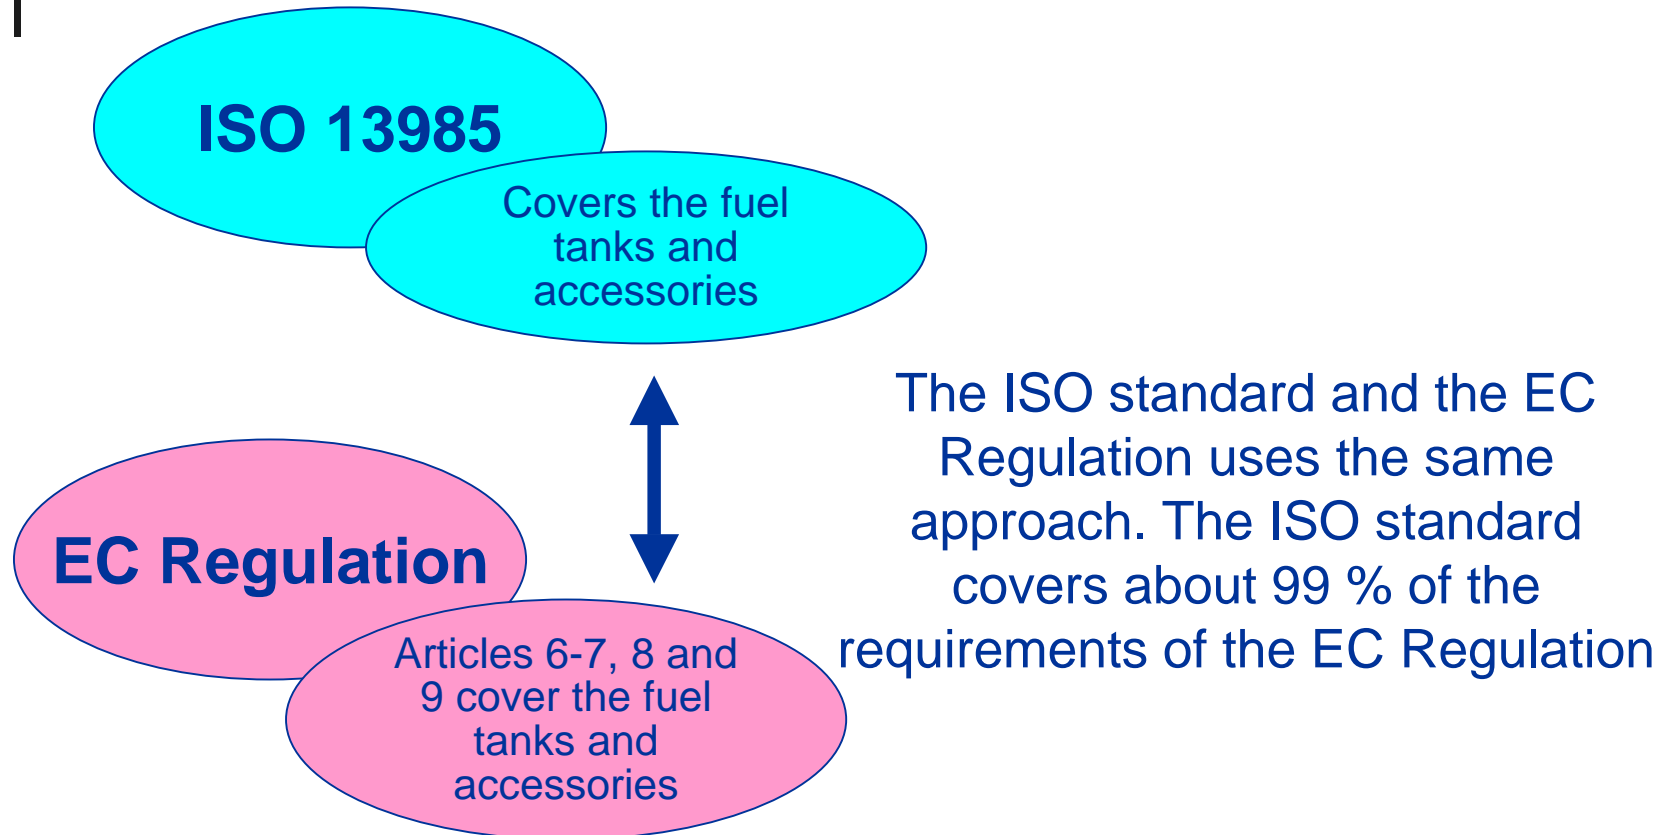 ISO 13985
Covers the fuel
tanks and
accessories
The ISO standard and the EC
Regulation uses the same
approach. The ISO standard
covers about 99 % of the
requirements of the EC Regulation
EC Regulation
Articles 6-7, 8 and
9 cover the fuel
tanks and
accessories